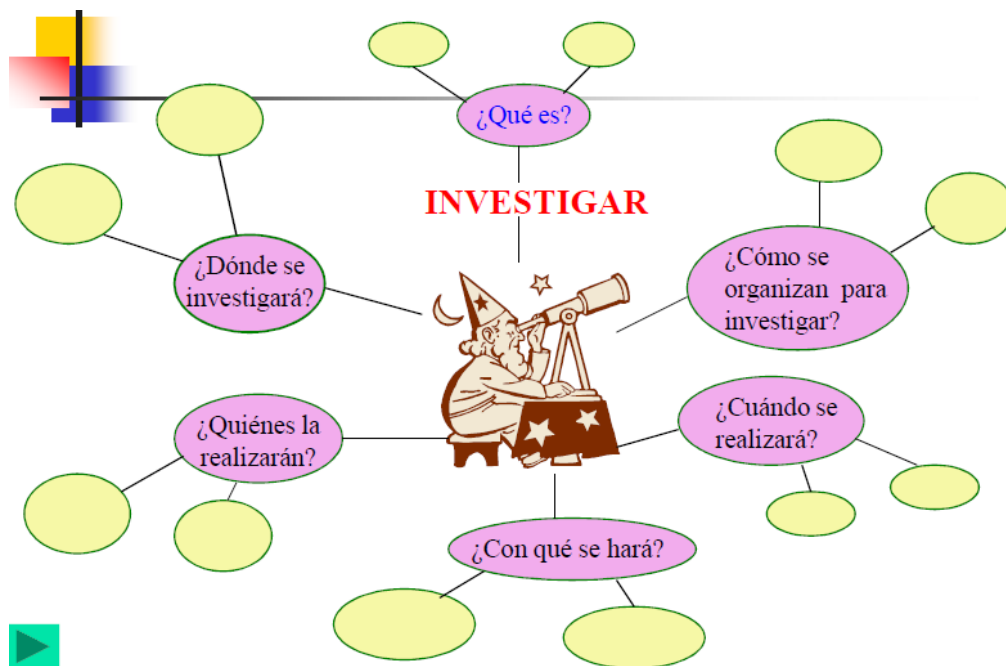 ¿Qué es?
INVESTIGAR
¿Dónde se
investigará?
¿Cómo se
organizan para
investigar?
¿Quiénes la
realizarán?
¿Cuándo se
realizará?
¿Con qué se hará?